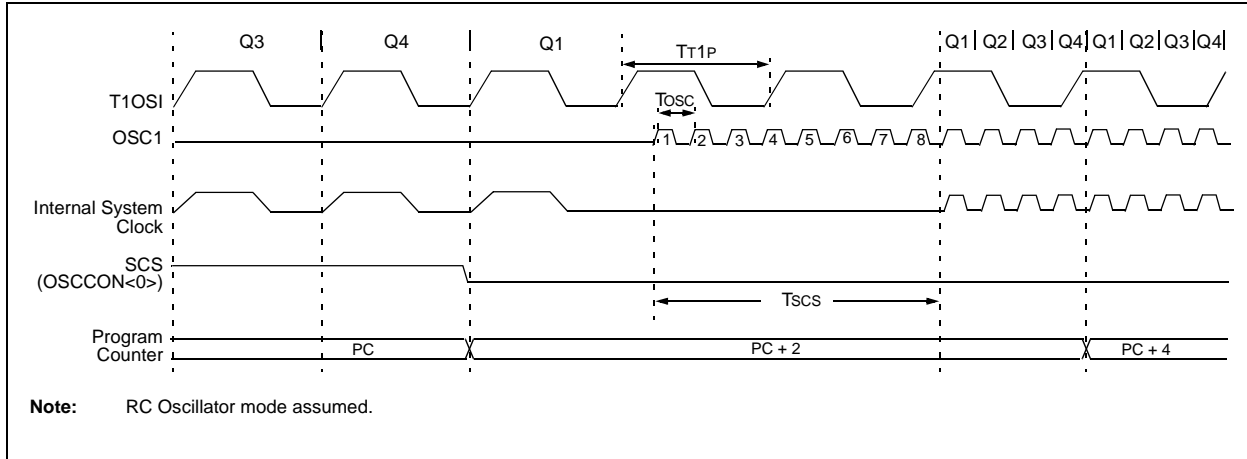 Q3 Q4 Q1 Q1 Q2 Q3 Q4 Q1 Q2 Q3 Q4
TT1P
T1OSI
TOSC
OSC1
1 2 3 4 5 6 7 8
Internal System
Clock
SCS
(OSCCON<0>)
TSCS
Program
Counter
PC PC + 2 PC + 4
Note: RC Oscillator mode assumed.